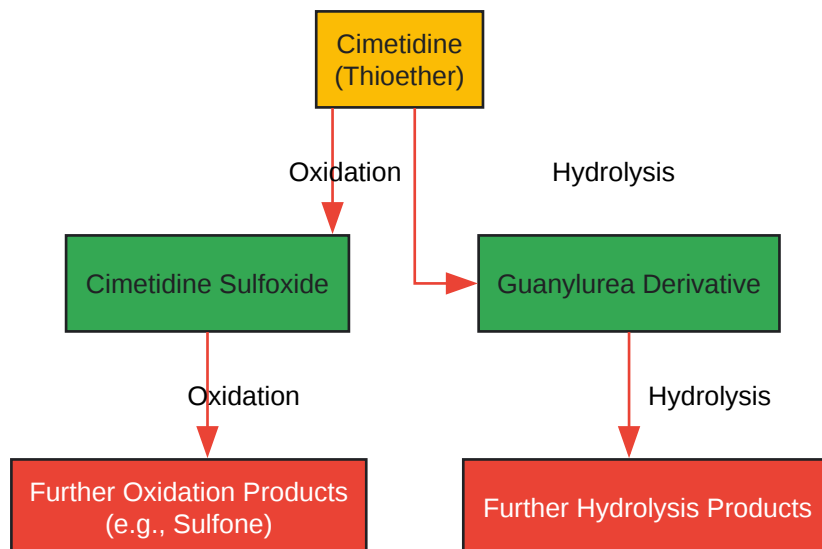 Cimetidine
(Thioether)
Oxidation
Hydrolysis
Cimetidine Sulfoxide
Guanylurea Derivative
Oxidation
Hydrolysis
Further Oxidation Products
(e.g., Sulfone)
Further Hydrolysis Products